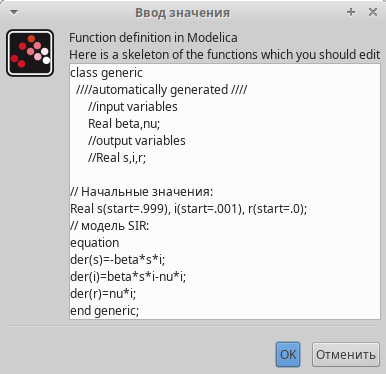 Ввод значения
Function definition in Modelica
Here is a skeleton of the functions which you should edit
class generic
////automatically generated ////
//input variables
Real beta,nu;
//output variables
//Real s,i,r;
// Начальные значения:
Real s(start=.999), i(start=.001), r(start=.0);
// модель SIR:
equation
der(s)=-beta*s*i;
der(i)=beta*s*i-nu*i;
der(r)=nu*i;
end generic;
OK Отменить